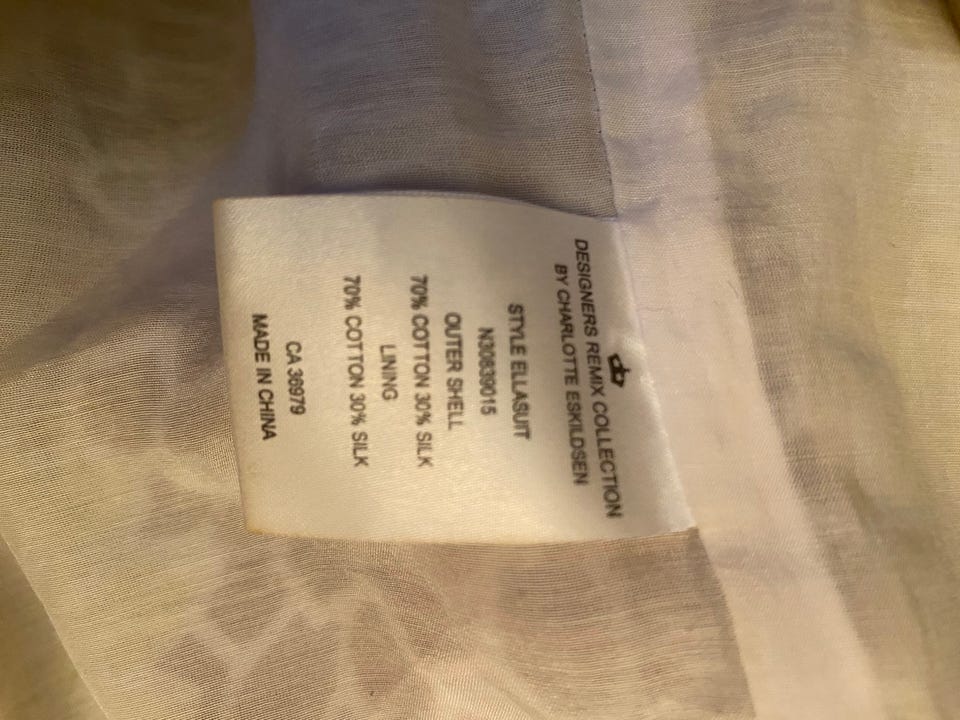 DESIGNERS REMIX COLLECTION
BY CHARLOTTE ESKILDSEN
STYLE ELLASUIT
N30839015
OUTER SHELL
70% COTTON 30% SILK
LINING
70% COTTON 30% SILK
CA 36979
MADE IN CHINA